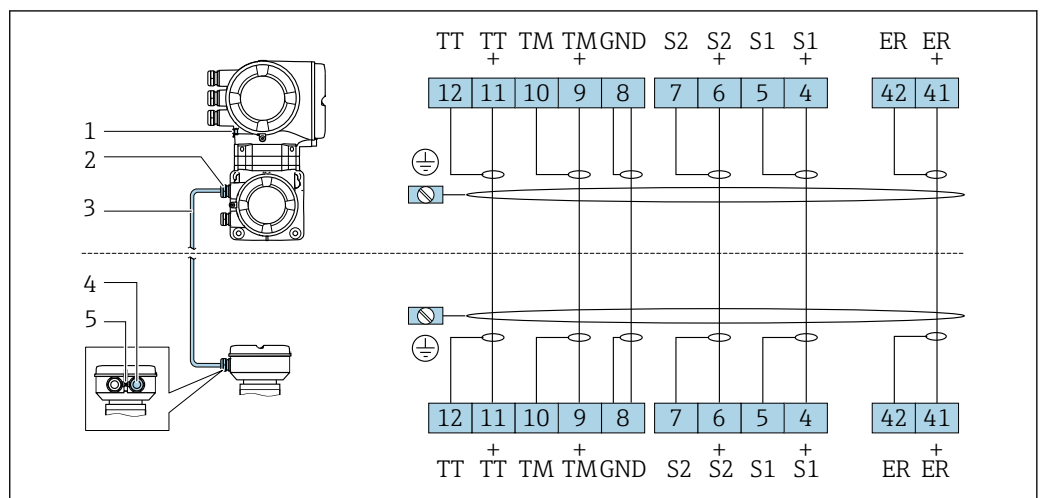 TT TT TM TM GND S2 S2 S1 S1 ER ER
+ + + + +
12 11 10 9 8 7 6 5 4 42 41
1
2
3
4
5
12 11 10 9 8 7 6 5 4 42 41
+ + + + +
TT TT TM TM GND S2 S2 S1 S1 ER ER